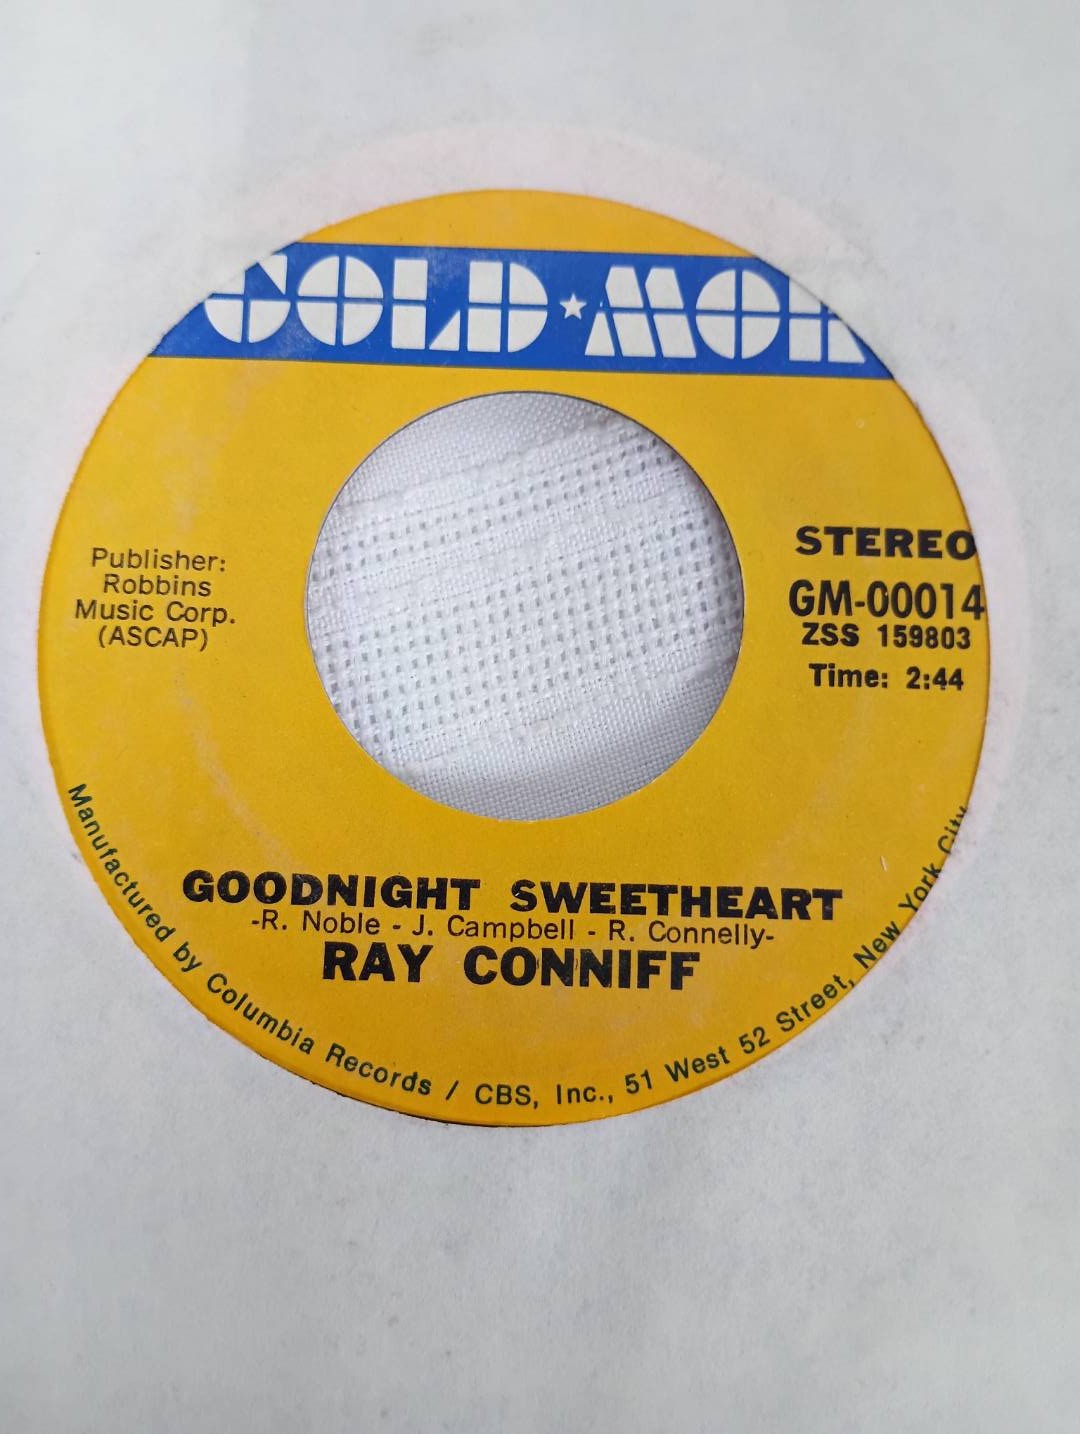 GOLD★MOR
Publisher:
Robbins
Music Corp.
(ASCAP)
STEREO
GM-00014
ZSS 159803
Time: 2:44
GOODNIGHT SWEETHEART
-R. Noble - J. Campbell - R. Connelly-
RAY CONNIFF
Manufactured by Columbia Records / CBS, Inc., 51 West 52 Street, New York City